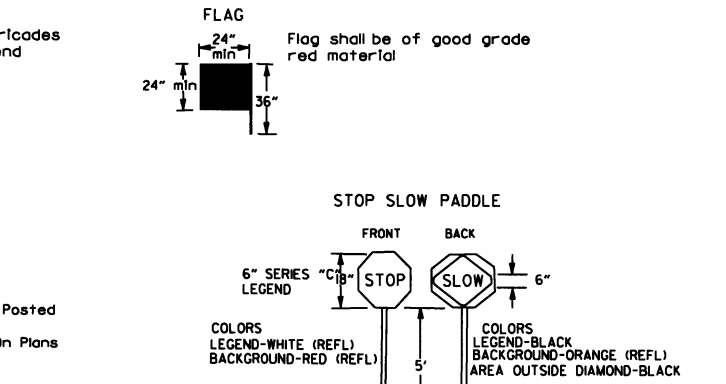 FLAG
ricades
end
24"
min
Flag shall be of good grade
red material
24" min
36"
STOP SLOW PADDLE
FRONT BACK
6" SERIES "C"
LEGEND
18"
STOP
SLOW
6"
Posted
n Plans
COLORS
LEGEND-WHITE (REFL)
BACKGROUND-RED (REFL)
5'
COLORS
LEGEND-BLACK
BACKGROUND-ORANGE (REFL)
AREA OUTSIDE DIAMOND-BLACK